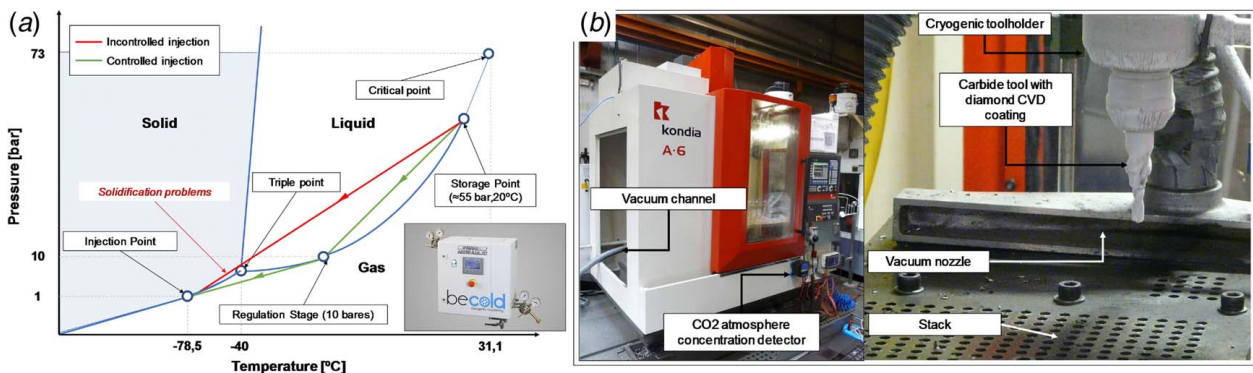 (a)
Incontrolled injection
Controlled injection
73
10
1
Pressure [bar]
Solid
Liquid
Gas
Critical point
Solidification problems
Triple point
Storage Point
(≈55 bar,20ºC)
Injection Point
Regulation Stage (10 bares)
becold
-78,5
-40
31,1
Temperature [ºC]
(b)
kondia
A·6
Vacuum channel
CO2 atmosphere
concentration detector
Cryogenic toolholder
Carbide tool with
diamond CVD
coating
Vacuum nozzle
Stack